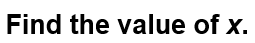 Find the value of x.